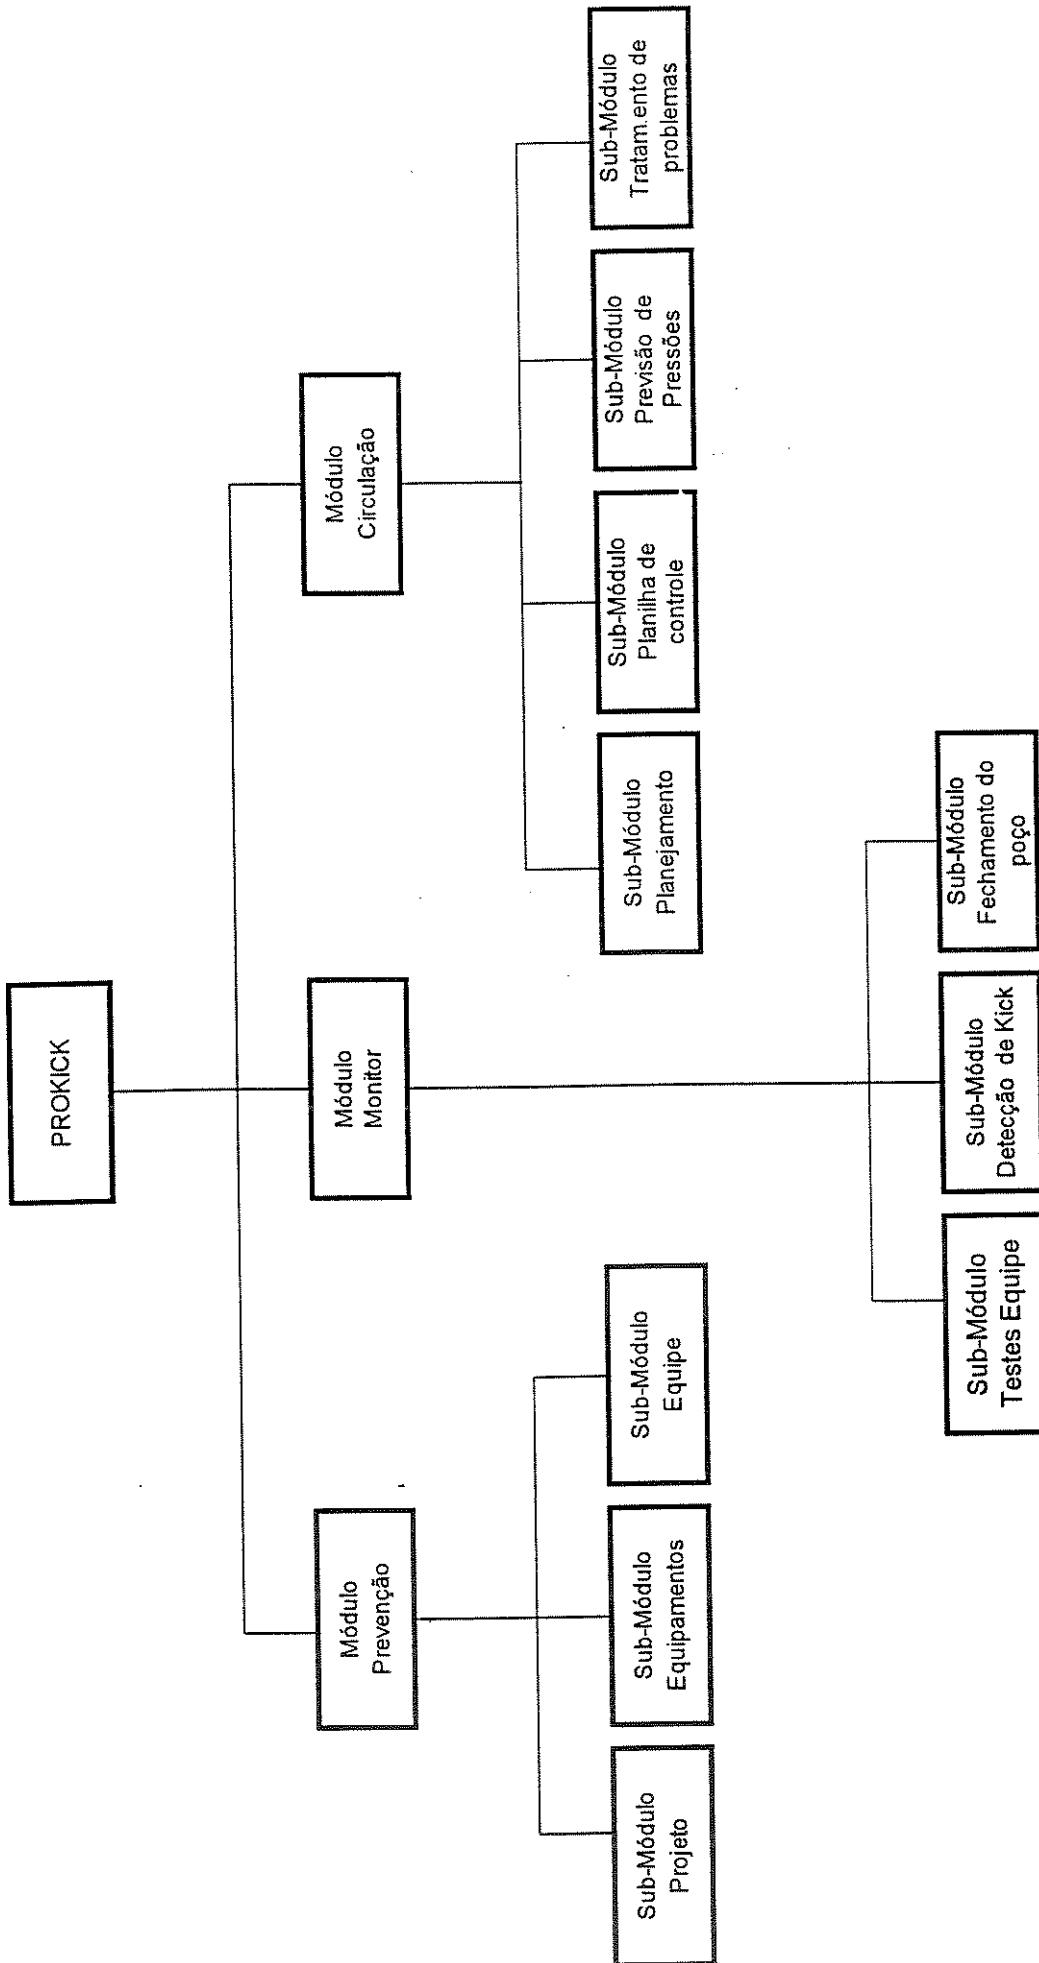 PROKICK
Módulo
Prevenção
Módulo
Monitor
Módulo
Circulação
Sub-Módulo
Projeto
Sub-Módulo
Equipamentos
Sub-Módulo
Equipe
Sub-Módulo
Planejamento
Sub-Módulo
Planilha de
controle
Sub-Módulo
Previsão de
Pressões
Sub-Módulo
Tratam.ento de
problemas
Sub-Módulo
Testes Equipe
Sub-Módulo
Detecção de Kick
Sub-Módulo
Fechamento do
poço